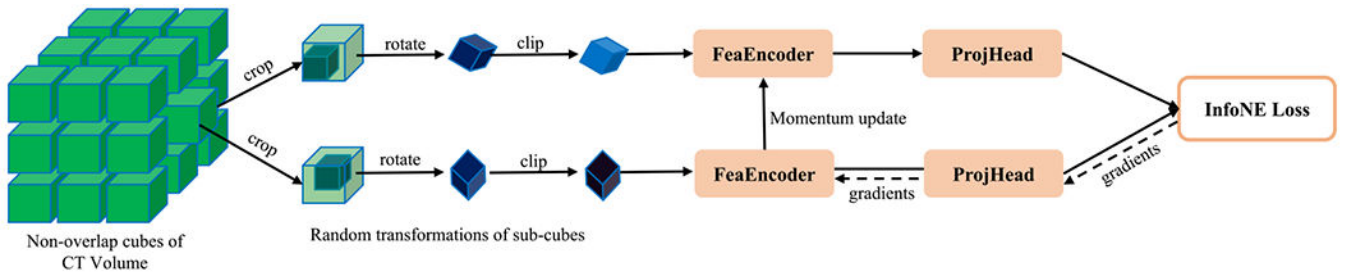 crop
rotate
clip
FeaEncoder
ProjHead
InfoNE Loss
Momentum update
crop
rotate
clip
FeaEncoder
gradients
ProjHead
gradients
Non-overlap cubes of
CT Volume
Random transformations of sub-cubes